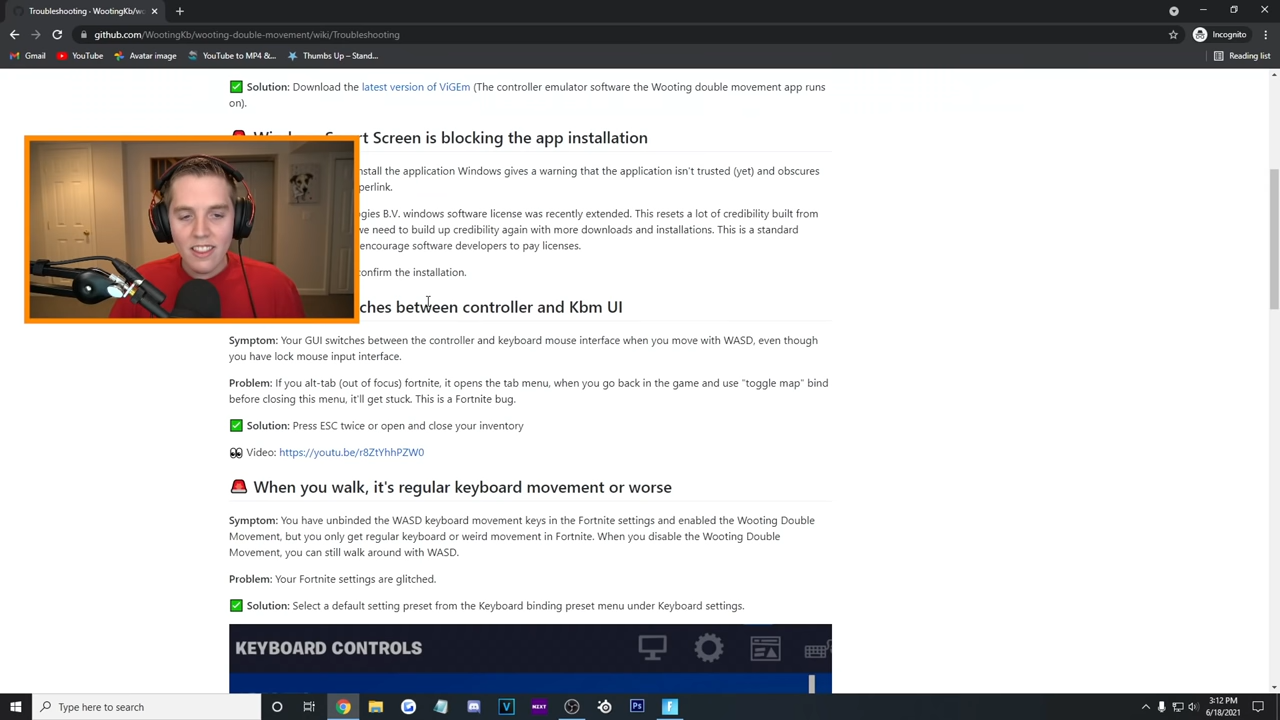 Troubleshooting · WootingKb/wo
Incognito
github.com/WootingKb/wooting-double-movement/wiki/Troubleshooting
Gmail
YouTube
Avatar image
YouTube to MP4 &...
Thumbs Up – Stand...
Reading list
Solution: Download the latest version of ViGEm (The controller emulator software the Wooting double movement app runs
on).
Screen is blocking the app installation
the application Windows gives a warning that the application isn't trusted (yet) and obscures
B.V. windows software license was recently extended. This resets a lot of credibility built from
we need to build up credibility again with more downloads and installations. This is a standard
encourage software developers to pay licenses.
confirm the installation.
between controller and Kbm UI
Symptom: Your GUI switches between the controller and keyboard mouse interface when you move with WASD, even though
you have lock mouse input interface.
Problem: If you alt-tab (out of focus) fortnite, it opens the tab menu, when you go back in the game and use "toggle map" bind
before closing this menu, it'll get stuck. This is a Fortnite bug.
Solution: Press ESC twice or open and close your inventory
Video: https://youtu.be/r8ZtYhhPZW0
When you walk, it's regular keyboard movement or worse
Symptom: You have unbinded the WASD keyboard movement keys in the Fortnite settings and enabled the Wooting Double
Movement, but you only get regular keyboard or weird movement in Fortnite. When you disable the Wooting Double
Movement, you can still walk around with WASD.
Problem: Your Fortnite settings are glitched.
Solution: Select a default setting preset from the Keyboard binding preset menu under Keyboard settings.
KEYBOARD CONTROLS
Type here to search
NZXT
3:12 PM
6/18/2021